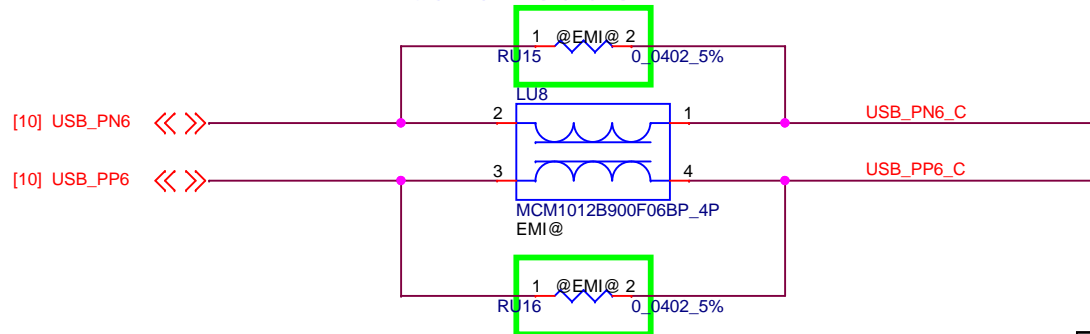 1 @EMI@ 2
RU15 0_0402_5%
LU8
[10] USB_PN6 2 1 USB_PN6_C
[10] USB_PP6 3 4 USB_PP6_C
MCM1012B900F06BP_4P
EMI@
1 @EMI@ 2
RU16 0_0402_5%